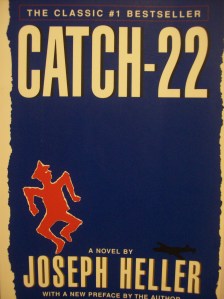 THE CLASSIC #1 BESTSELLER
CATCH-22
A NOVEL BY
JOSEPH HELLER
WITH A NEW PREFACE BY THE AUTHOR